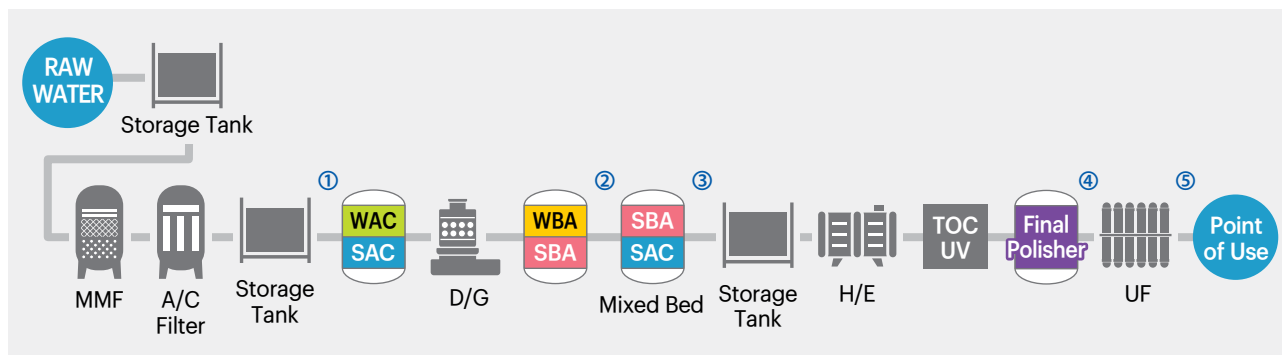 RAW
WATER
Storage Tank
MMF
A/C
Filter
Storage
Tank
①
WAC
SAC
D/G
WBA
SBA
②
SBA
SAC
Mixed Bed
③
Storage
Tank
H/E
TOC
UV
Final
Polisher
④
UF
⑤
Point
of Use